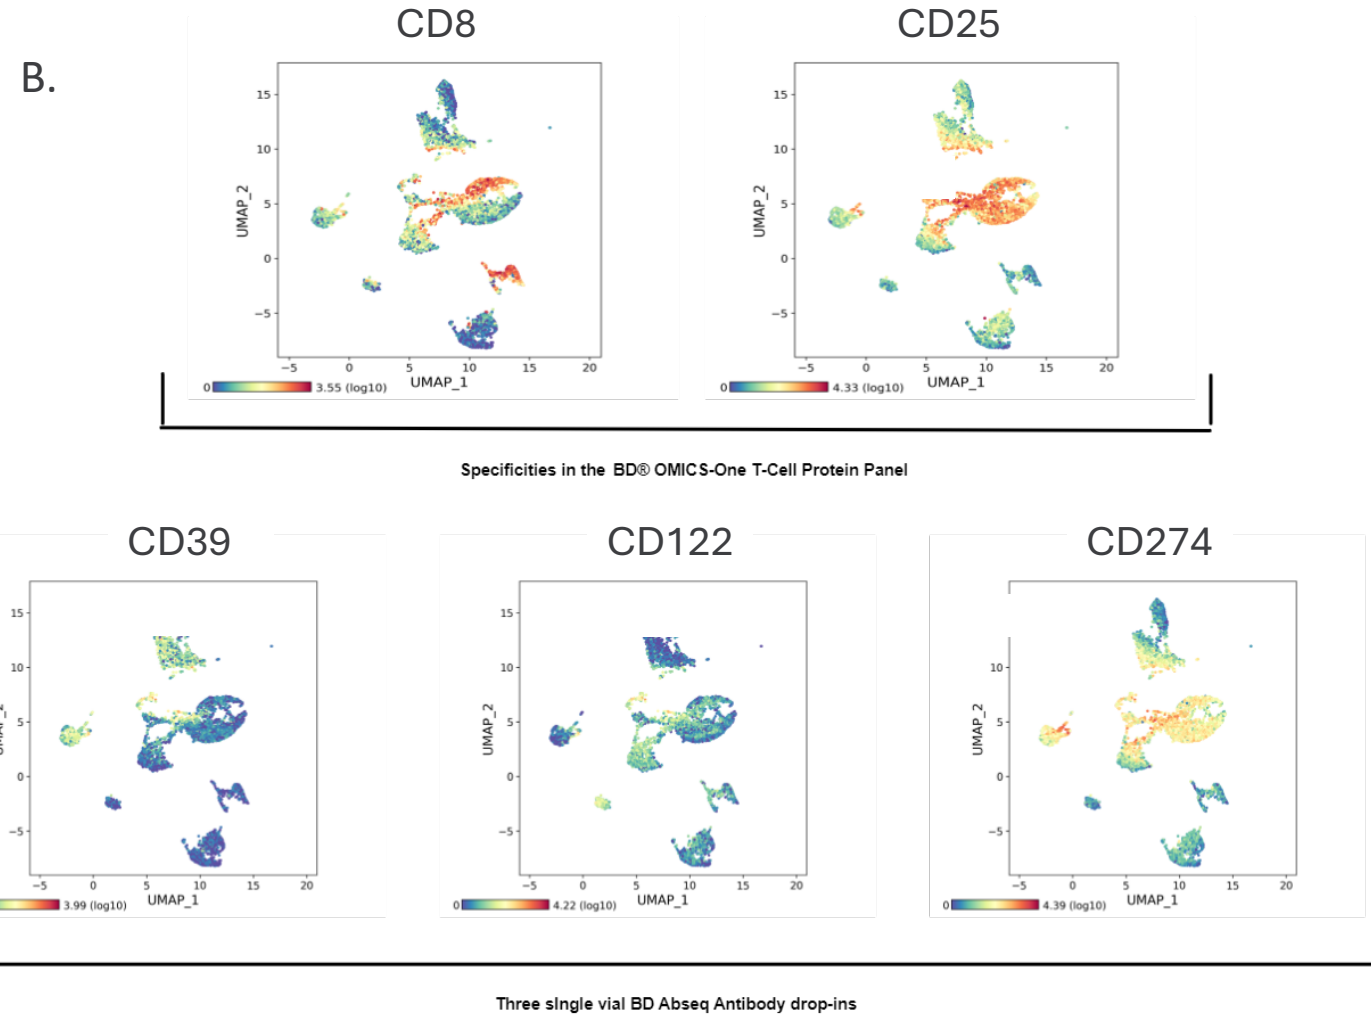 CD8
CD25
B.
15
10
5
0
−5
UMAP_2
−5 0 5 10 15 20
UMAP_1
0 3.55 (log10)
15
10
5
0
−5
UMAP_2
−5 0 5 10 15 20
UMAP_1
0 4.33 (log10)
Specificities in the BD® OMICS-One T-Cell Protein Panel
CD39
CD122
CD274
15
10
5
0
−5
−5 0 5 10 15 20
UMAP_1
3.99 (log10)
15
10
5
0
−5
UMAP_2
−5 0 5 10 15 20
UMAP_1
0 4.22 (log10)
10
5
0
−5
UMAP_2
−5 0 5 10 15 20
UMAP_1
0 4.39 (log10)
Three sIngle vial BD Abseq Antibody drop-ins